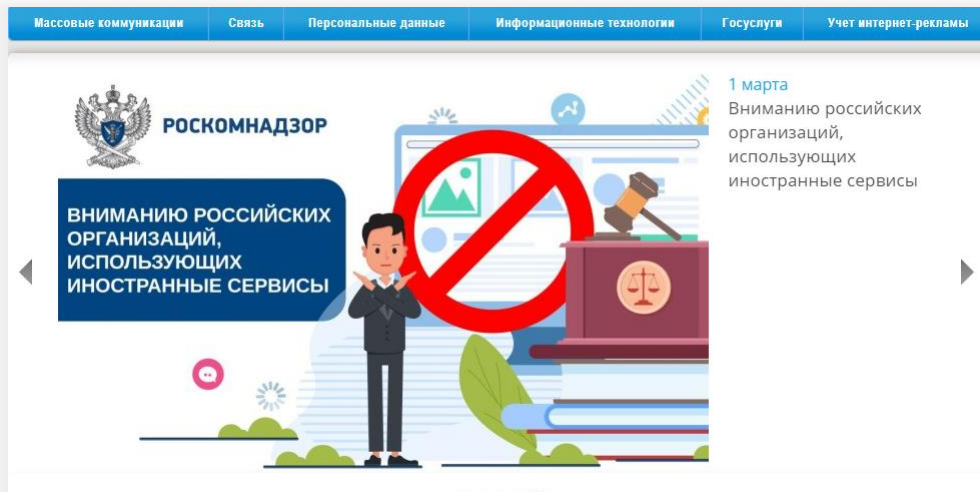 Массовые коммуникации
Связь
Персональные данные
Информационные технологии
Госуслуги
Учет интернет-рекламы
РОСКОМНАДЗОР
ВНИМАНИЮ РОССИЙСКИХ
ОРГАНИЗАЦИЙ,
ИСПОЛЬЗУЮЩИХ
ИНОСТРАННЫЕ СЕРВИСЫ
1 марта
Вниманию российских
организаций,
использующих
иностранные сервисы